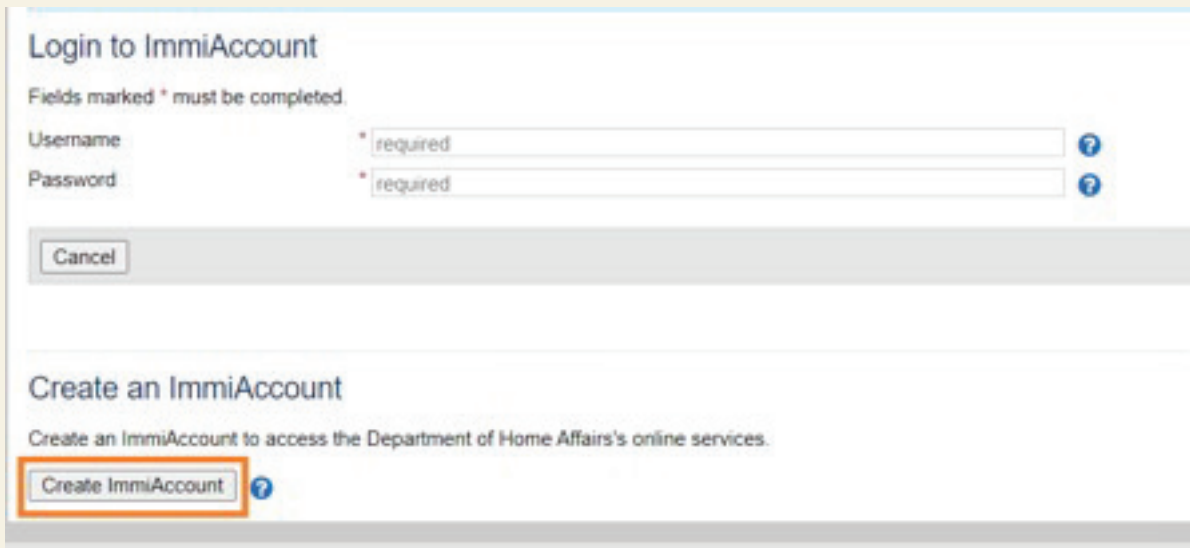 Login to ImmiAccount
Fields marked * must be completed.
Username * required
Password * required
Cancel
Create an ImmiAccount
Create an ImmiAccount to access the Department of Home Affairs's online services.
Create ImmiAccount